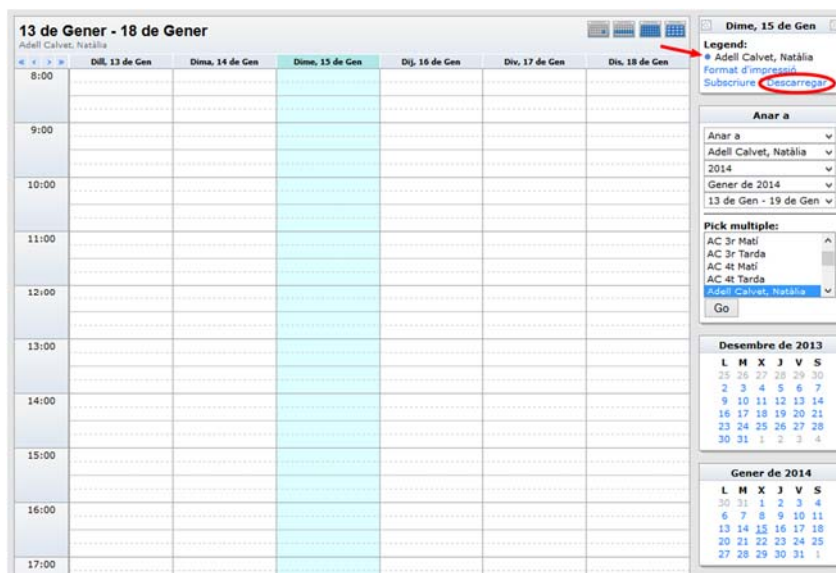 13 de Gener - 18 de Gener
Adell Calvet, Natàlia
« < > » Dill, 13 de Gen Dima, 14 de Gen Dime, 15 de Gen Dij, 16 de Gen Div, 17 de Gen Dis, 18 de Gen
8:00
9:00
10:00
11:00
12:00
13:00
14:00
15:00
16:00
17:00
Dime, 15 de Gen
Legend:
Adell Calvet, Natàlia
Format d'impressió
Subscriure Descarregar
Anar a
Anar a
Adell Calvet, Natàlia
2014
Gener de 2014
13 de Gen - 19 de Gen
Pick multiple:
AC 3r Matí
AC 3r Tarda
AC 4t Matí
AC 4t Tarda
Adell Calvet, Natàlia
Go
Desembre de 2013
L M X J V S
25 26 27 28 29 30
2 3 4 5 6 7
9 10 11 12 13 14
16 17 18 19 20 21
23 24 25 26 27 28
30 31 1 2 3 4
Gener de 2014
L M X J V S
30 31 1 2 3 4
6 7 8 9 10 11
13 14 15 16 17 18
20 21 22 23 24 25
27 28 29 30 31 1